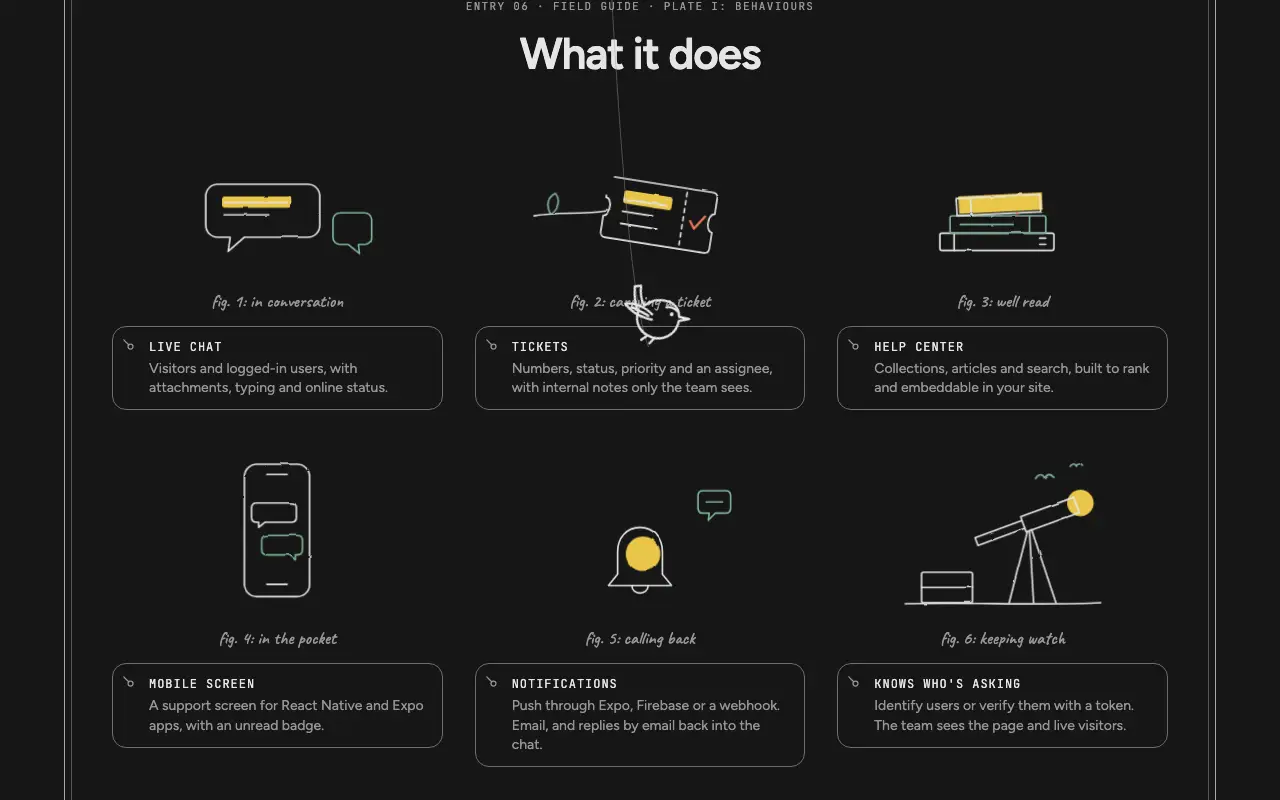 ENTRY 06 · FIELD GUIDE · PLATE I: BEHAVIOURS
What it does
fig. 1: in conversation
fig. 2: carrying a ticket
fig. 3: well read
LIVE CHAT
Visitors and logged-in users, with
attachments, typing and online status.
TICKETS
Numbers, status, priority and an assignee,
with internal notes only the team sees.
HELP CENTER
Collections, articles and search, built to rank
and embeddable in your site.
fig. 4: in the pocket
fig. 5: calling back
fig. 6: keeping watch
MOBILE SCREEN
A support screen for React Native and Expo
apps, with an unread badge.
NOTIFICATIONS
Push through Expo, Firebase or a webhook.
Email, and replies by email back into the
chat.
KNOWS WHO'S ASKING
Identify users or verify them with a token.
The team sees the page and live visitors.